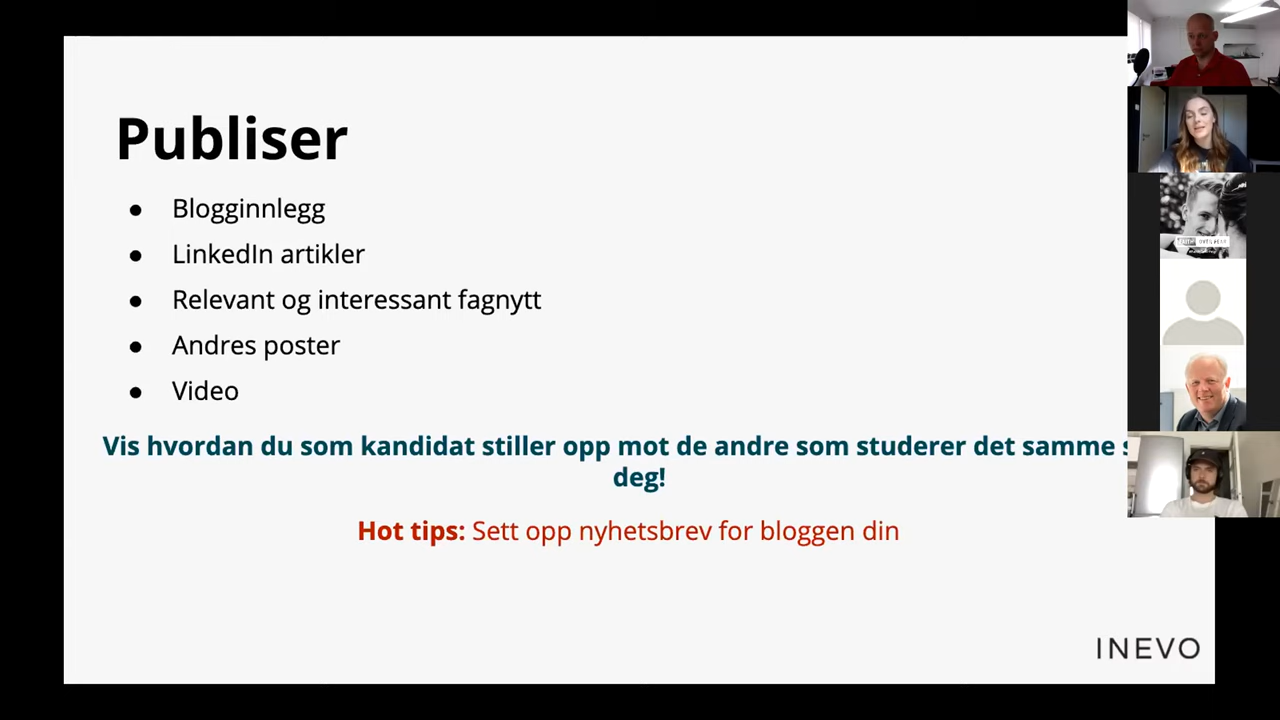 Publiser
● Blogginnlegg
● LinkedIn artikler
● Relevant og interessant fagnytt
● Andres poster
● Video
Vis hvordan du som kandidat stiller opp mot de andre som studerer det samme
deg!
Hot tips: Sett opp nyhetsbrev for bloggen din
INEVO